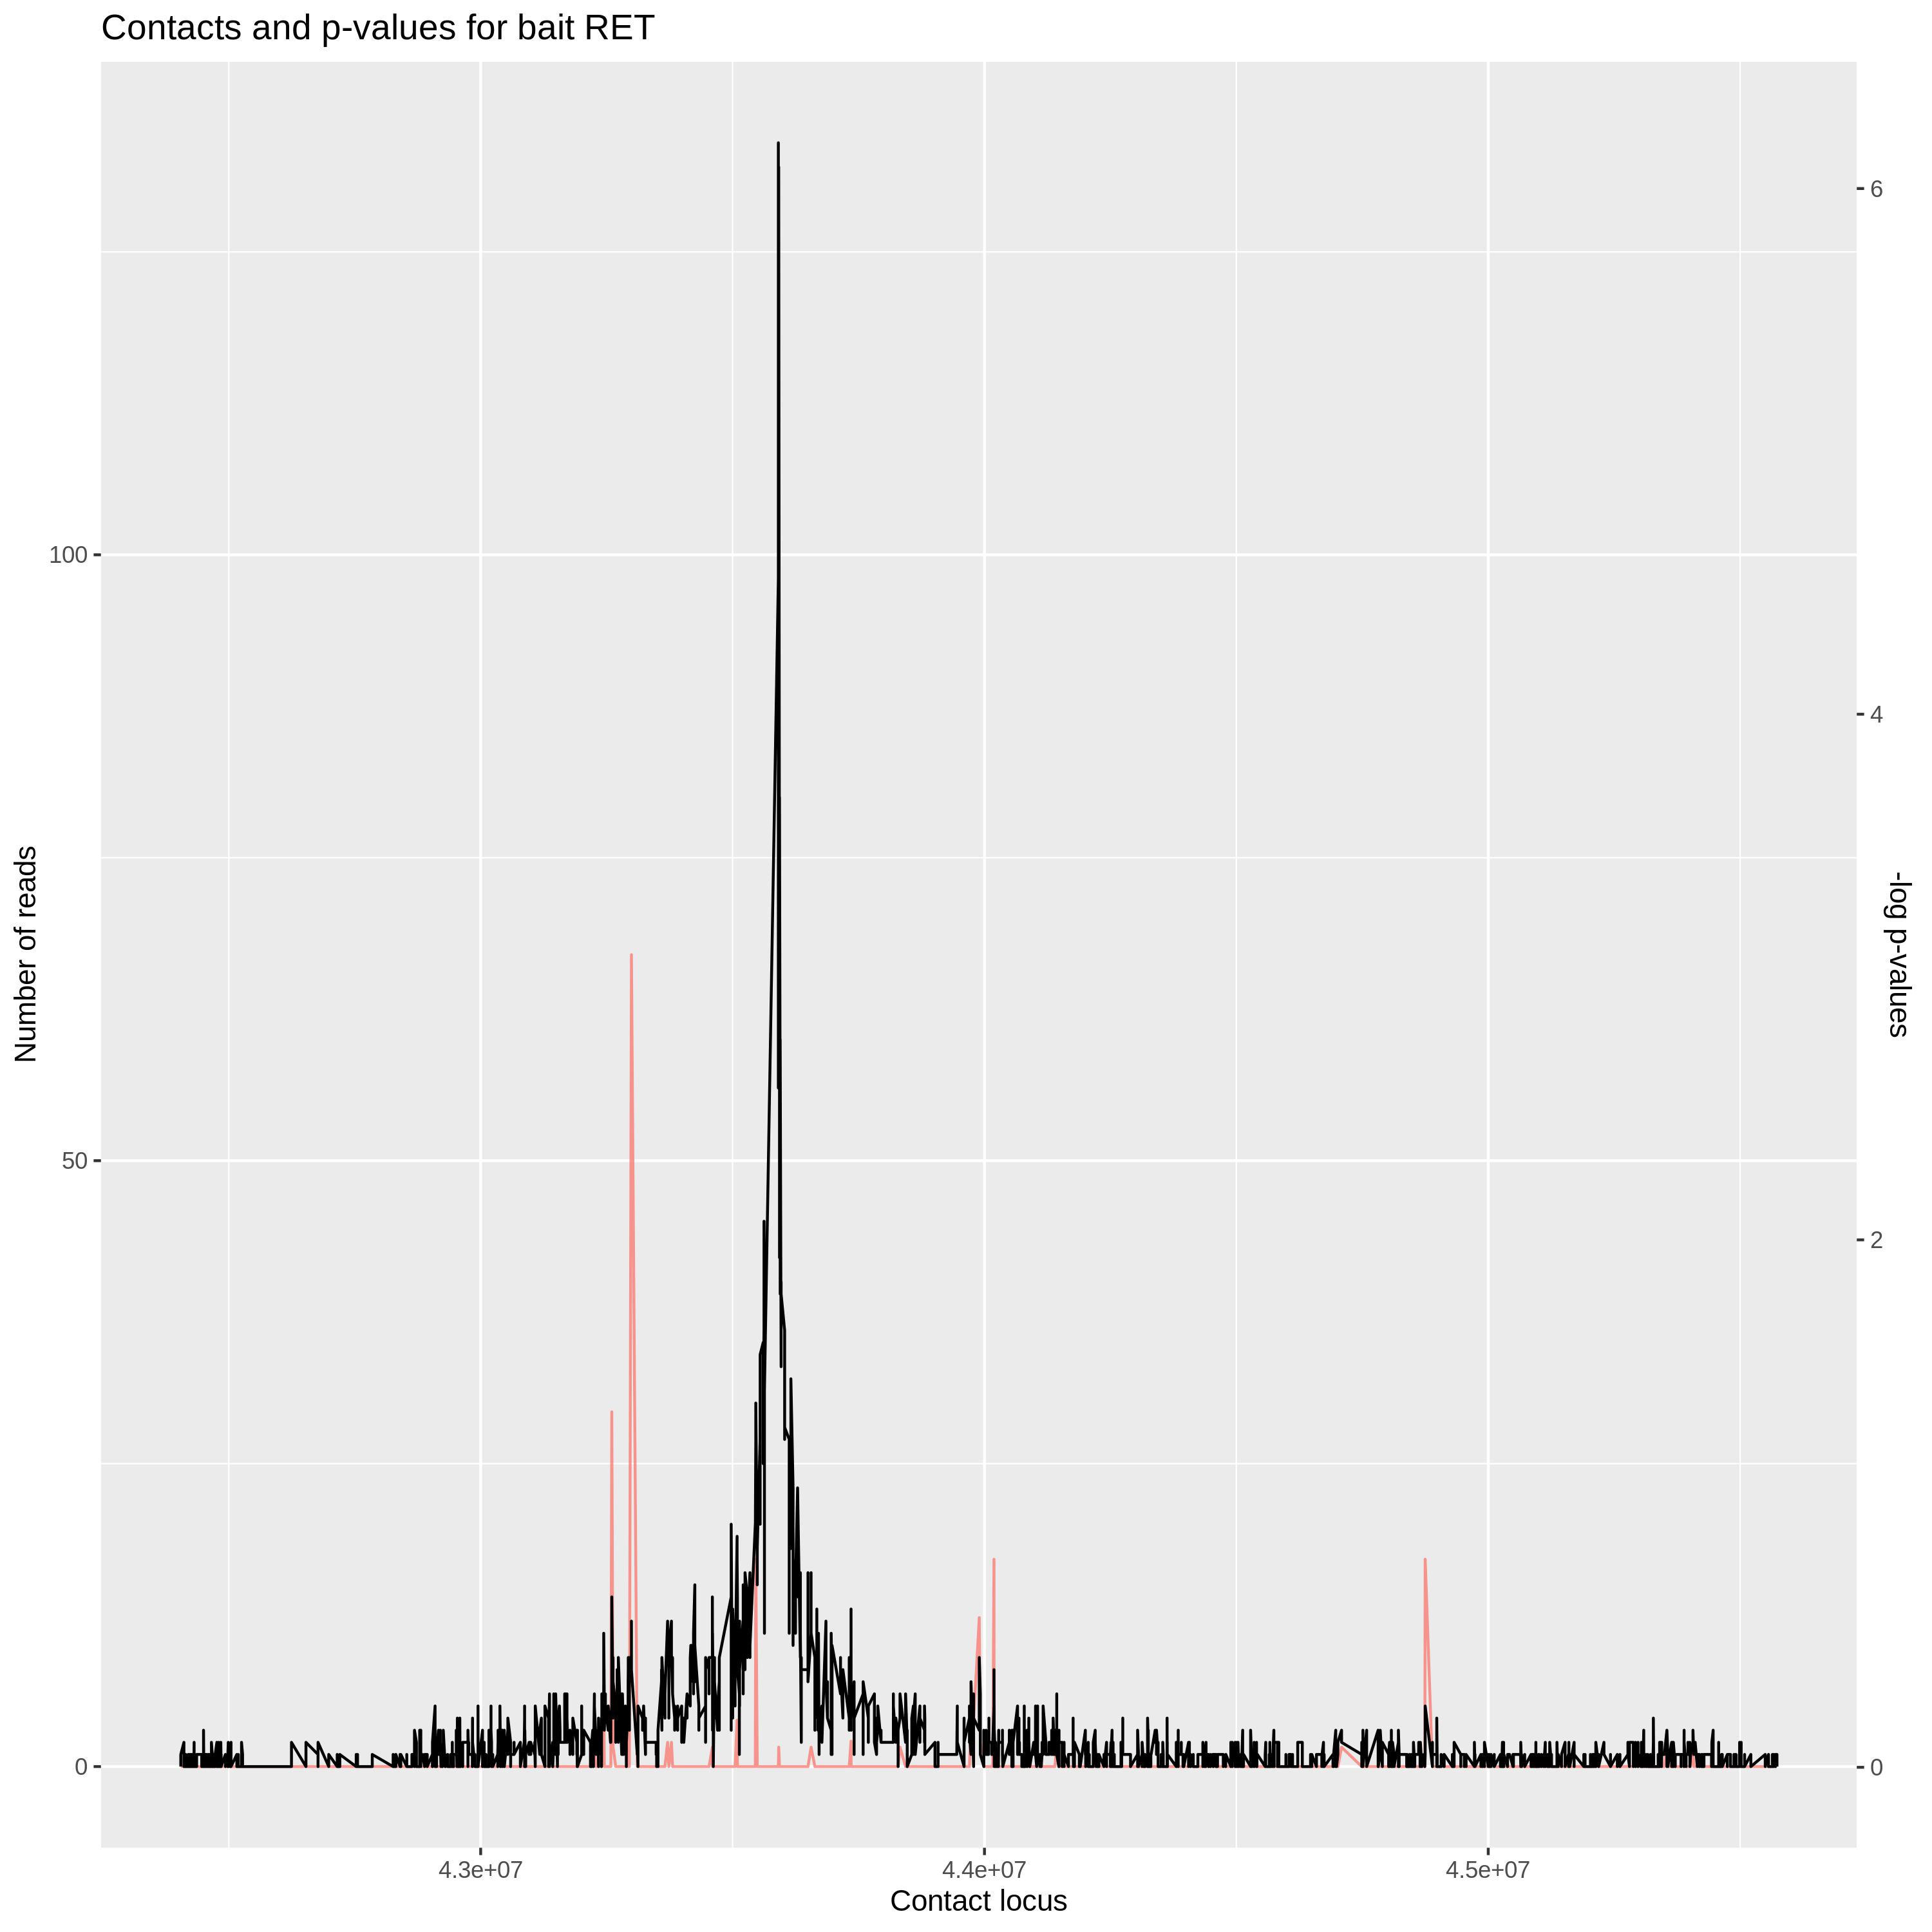 Contacts and p-values for bait RET
Number of reads
100
50
0
6
4
2
0
-log p-values
4.3e+07
4.4e+07
4.5e+07
Contact locus